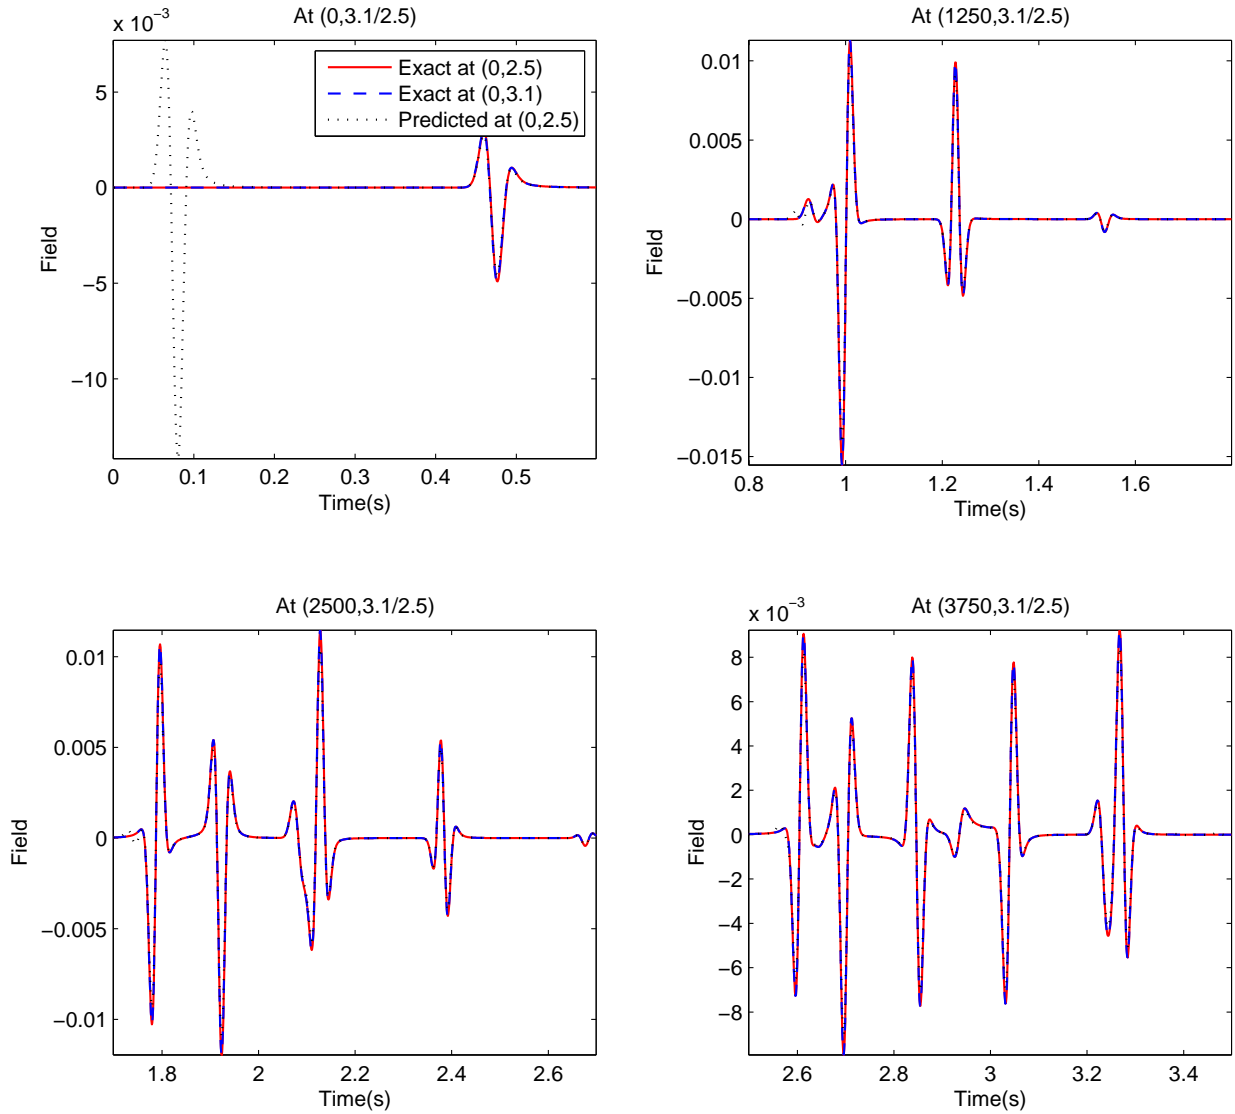 At (0,3.1/2.5)
x 10−3
5
0
−5
−10
Field
0 0.1 0.2 0.3 0.4 0.5
Time(s)
Exact at (0,2.5)
Exact at (0,3.1)
Predicted at (0,2.5)
At (1250,3.1/2.5)
0.01
0.005
0
−0.005
−0.01
−0.015
Field
0.8 1 1.2 1.4 1.6
Time(s)
At (2500,3.1/2.5)
0.01
0.005
0
−0.005
−0.01
Field
1.8 2 2.2 2.4 2.6
Time(s)
At (3750,3.1/2.5)
x 10−3
8
6
4
2
0
−2
−4
−6
−8
Field
2.6 2.8 3 3.2 3.4
Time(s)